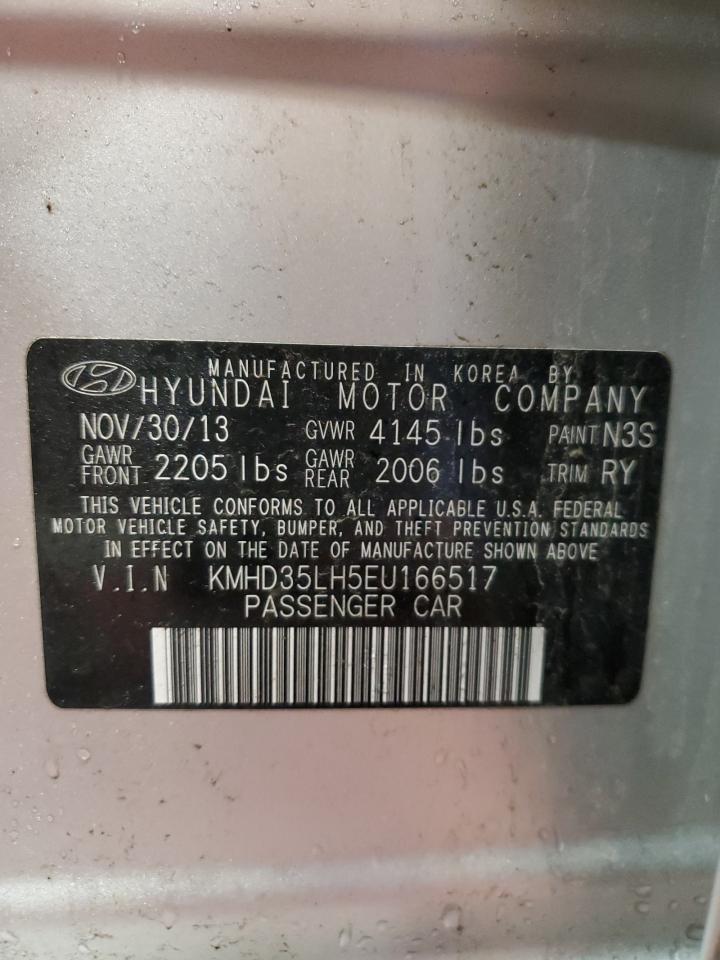 MANUFACTURED IN KOREA BY
HYUNDAI MOTOR COMPANY
NOV/30/13 GVWR 4145 lbs PAINT N3S
GAWR FRONT 2205 lbs GAWR REAR 2006 lbs TRIM RY
THIS VEHICLE CONFORMS TO ALL APPLICABLE U.S.A. FEDERAL
MOTOR VEHICLE SAFETY, BUMPER, AND THEFT PREVENTION STANDARDS
IN EFFECT ON THE DATE OF MANUFACTURE SHOWN ABOVE
V.I.N KMHD35LH5EU166517
PASSENGER CAR